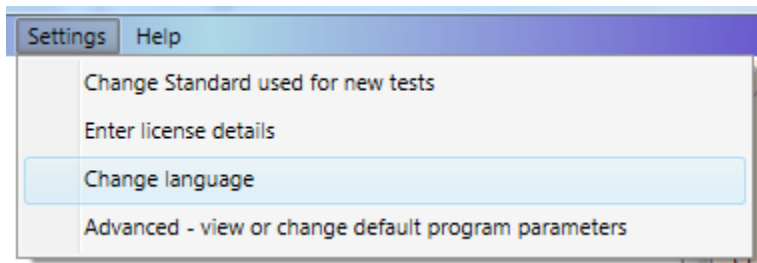 Settings Help
Change Standard used for new tests
Enter license details
Change language
Advanced - view or change default program parameters